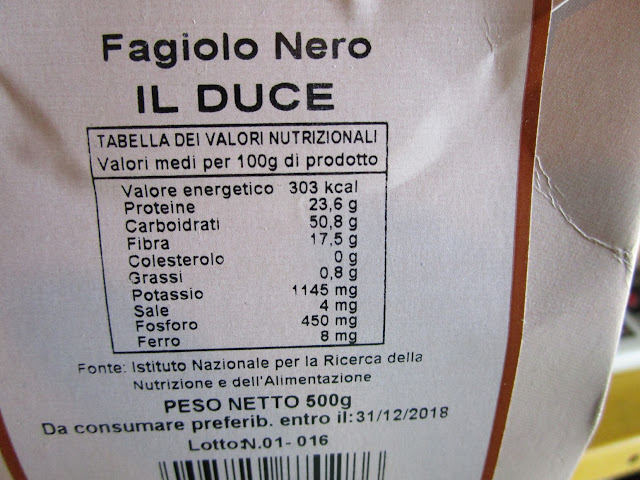 Fagiolo Nero
IL DUCE
TABELLA DEI VALORI NUTRIZIONALI
Valori medi per 100g di prodotto
Valore energetico 303 kcal
Proteine 23,6 g
Carboidrati 50,8 g
Fibra 17,5 g
Colesterolo 0 g
Grassi 0,8 g
Potassio 1145 mg
Sale 4 mg
Fosforo 450 mg
Ferro 8 mg
Fonte: Istituto Nazionale per la Ricerca della
Nutrizione e dell'Alimentazione
PESO NETTO 500g
Da consumare preferib. entro il:31/12/2018
Lotto:N.01- 016